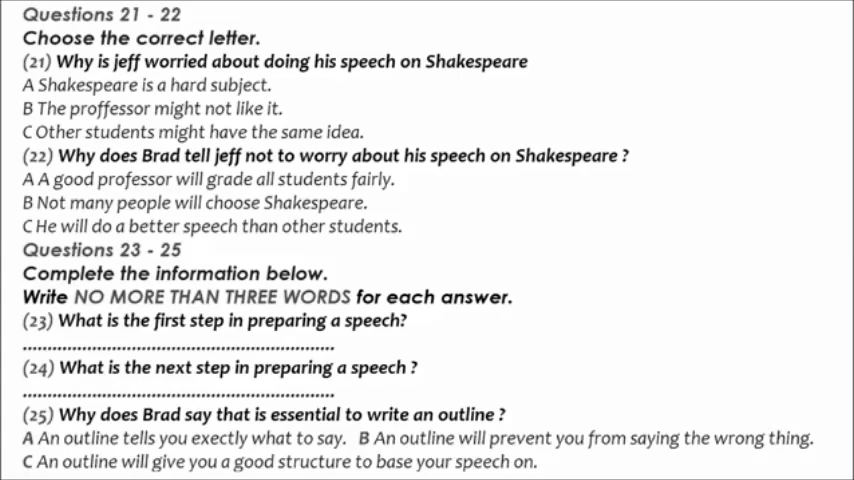 Questions 21 - 22
Choose the correct letter.
(21) Why is jeff worried about doing his speech on Shakespeare
A Shakespeare is a hard subject.
B The proffessor might not like it.
C Other students might have the same idea.
(22) Why does Brad tell jeff not to worry about his speech on Shakespeare ?
A A good professor will grade all students fairly.
B Not many people will choose Shakespeare.
C He will do a better speech than other students.
Questions 23 - 25
Complete the information below.
Write NO MORE THAN THREE WORDS for each answer.
(23) What is the first step in preparing a speech?
...............................................................
(24) What is the next step in preparing a speech ?
...............................................................
(25) Why does Brad say that is essential to write an outline ?
A An outline tells you exectly what to say. B An outline will prevent you from saying the wrong thing.
C An outline will give you a good structure to base your speech on.